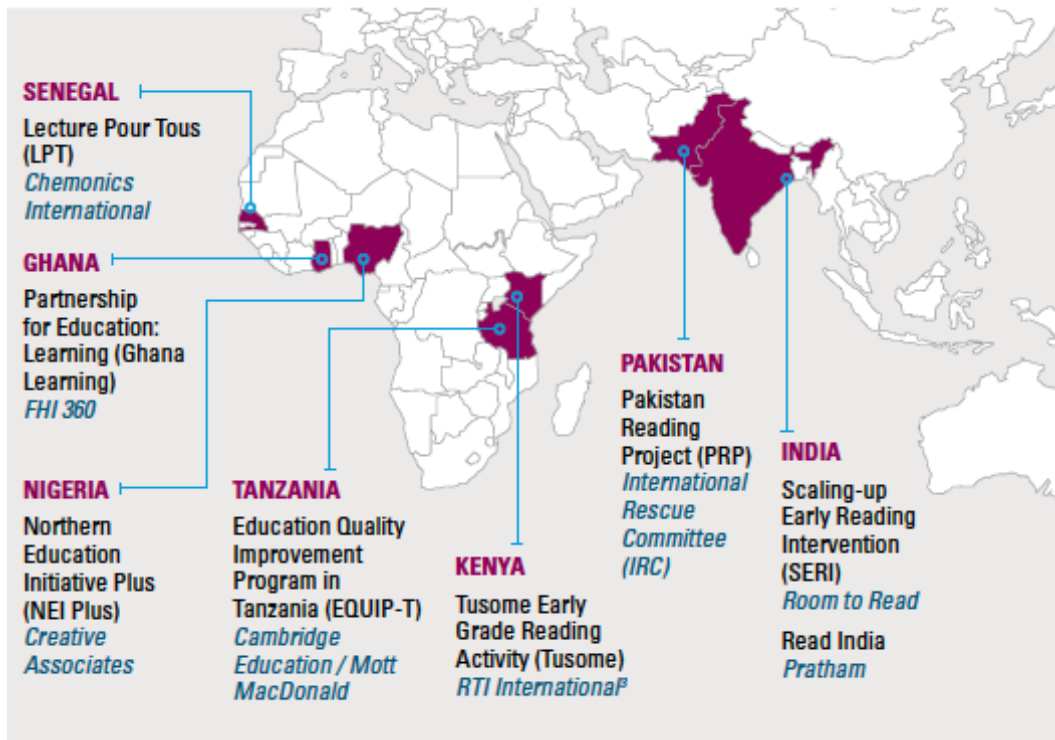 SENEGAL
Lecture Pour Tous
(LPT)
Chemonics
International
GHANA
Partnership
for Education:
Learning (Ghana
Learning)
FHI 360
NIGERIA
Northern
Education
Initiative Plus
(NEI Plus)
Creative
Associates
TANZANIA
Education Quality
Improvement
Program in
Tanzania (EQUIP-T)
Cambridge
Education / Mott
MacDonald
KENYA
Tusome Early
Grade Reading
Activity (Tusome)
RTI International³
PAKISTAN
Pakistan
Reading
Project (PRP)
International
Rescue
Committee
(IRC)
INDIA
Scaling-up
Early Reading
Intervention
(SERI)
Room to Read
Read India
Pratham